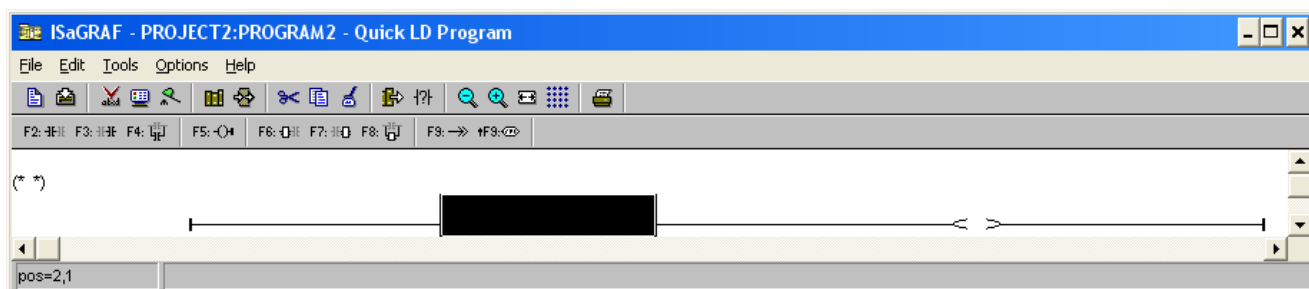 ISaGRAF - PROJECT2:PROGRAM2 - Quick LD Program
File Edit Tools Options Help
F2: F3: F4: F5: F6: F7: F8: F9: F9:
(* *)
pos=2,1